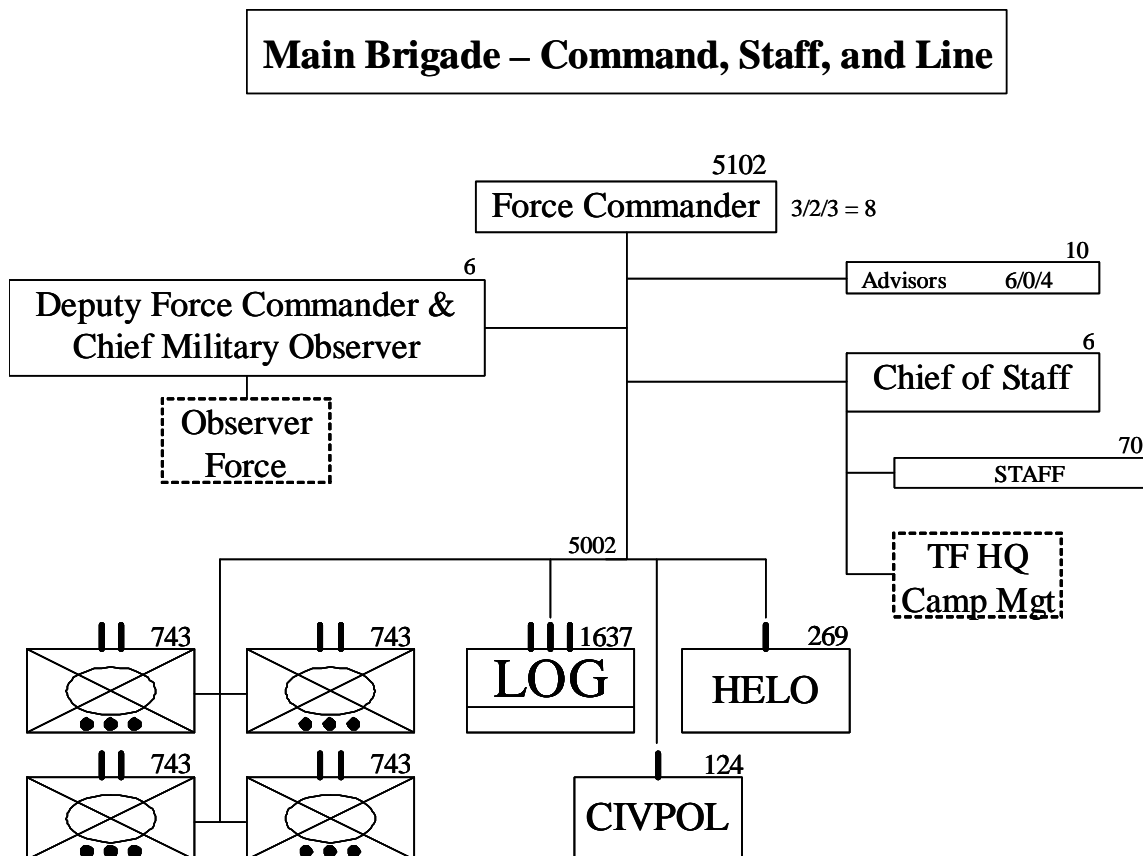 Main Brigade – Command, Staff, and Line
5102
Force Commander
3/2/3 = 8
6
Deputy Force Commander &
Chief Military Observer
Observer
Force
10
Advisors 6/0/4
6
Chief of Staff
70
STAFF
TF HQ
Camp Mgt
5002
743
743
1637
LOG
269
HELO
743
743
124
CIVPOL